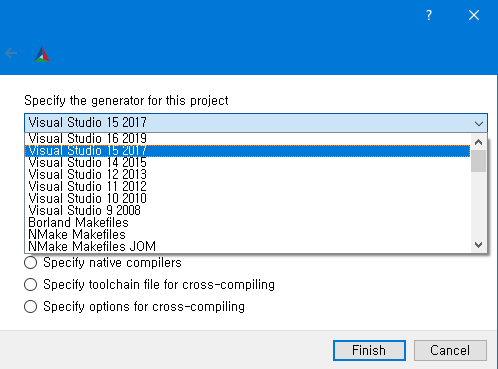 ?
Specify the generator for this project
Visual Studio 15 2017
Visual Studio 16 2019
Visual Studio 15 2017
Visual Studio 14 2015
Visual Studio 12 2013
Visual Studio 11 2012
Visual Studio 10 2010
Visual Studio 9 2008
Borland Makefiles
NMake Makefiles
NMake Makefiles JOM
Specify native compilers
Specify toolchain file for cross-compiling
Specify options for cross-compiling
Finish Cancel